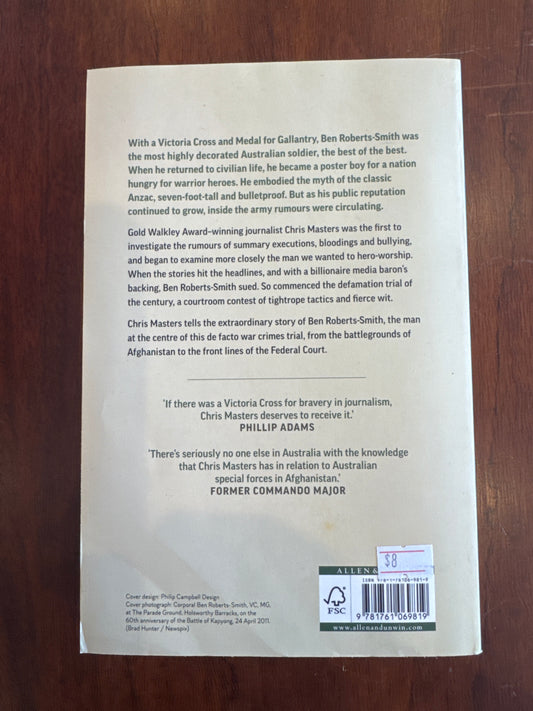 With a Victoria Cross and Medal for Gallantry, Ben Roberts-Smith was
the most highly decorated Australian soldier, the best of the best.
When he returned to civilian life, he became a poster boy for a nation
hungry for warrior heroes. He embodied the myth of the classic
Anzac, seven-foot-tall and bulletproof. But as his public reputation
continued to grow, inside the army rumours were circulating.
Gold Walkley Award–winning journalist Chris Masters was the first to
investigate the rumours of summary executions, bloodings and bullying,
and began to examine more closely the man we wanted to hero-worship.
When the stories hit the headlines, and with a billionaire media baron's
backing, Ben Roberts-Smith sued. So commenced the defamation trial of
the century, a courtroom contest of tightrope tactics and fierce wit.
Chris Masters tells the extraordinary story of Ben Roberts-Smith, the man
at the centre of this de facto war crimes trial, from the battlegrounds of
Afghanistan to the front lines of the Federal Court.
'If there was a Victoria Cross for bravery in journalism,
Chris Masters deserves to receive it.'
PHILLIP ADAMS
'There's seriously no one else in Australia with the knowledge
that Chris Masters has in relation to Australian
special forces in Afghanistan.'
FORMER COMMANDO MAJOR
Cover design: Philip Campbell Design
Cover photograph: Corporal Ben Roberts-Smith, VC, MG,
at The Parade Ground, Holsworthy Barracks, on the
60th anniversary of the Battle of Kapyong, 24 April 2011.
(Brad Hunter / Newspix)
$8
ALLEN &
ISBN 978-1-76106-981-9
FSC
9 781761 069819
www.allenandunwin.com